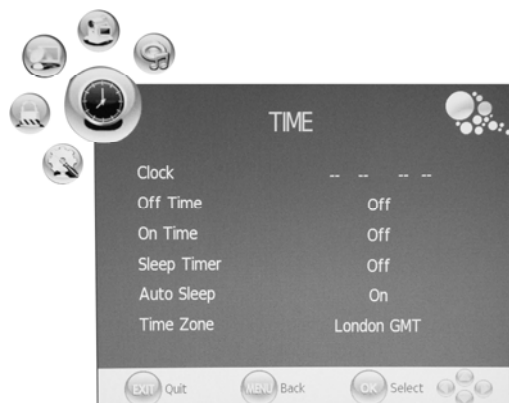 TIME
Clock -- -- -- --
Off Time Off
On Time Off
Sleep Timer Off
Auto Sleep On
Time Zone London GMT
EXIT Quit MENU Back OK Select